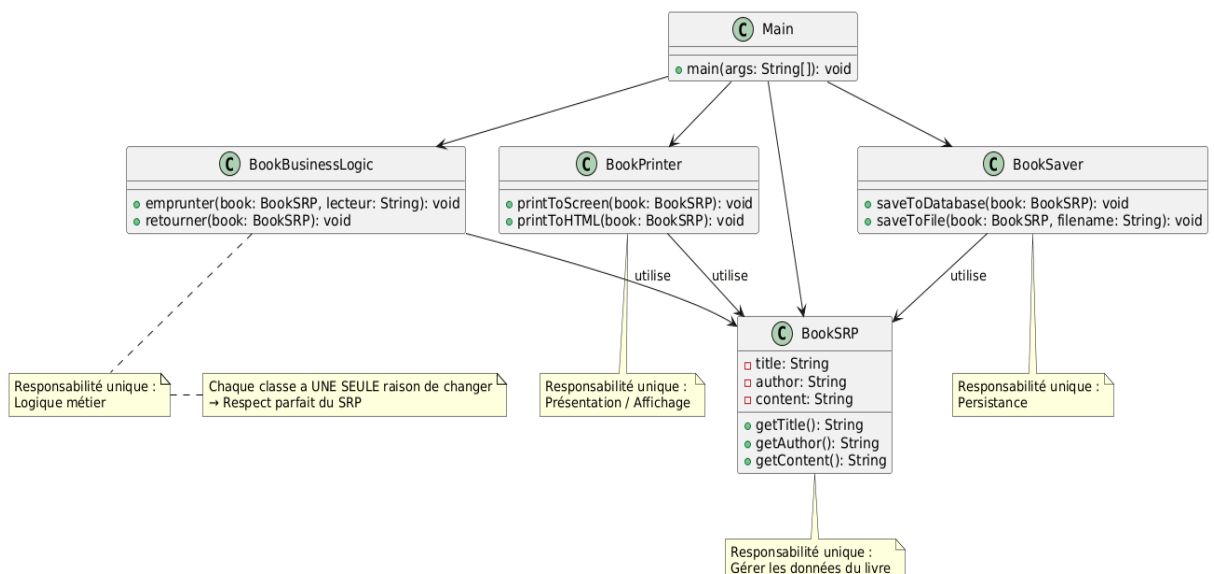 C Main
main(args: String[]): void
C BookBusinessLogic
emprunter(book: BookSRP, lecteur: String): void
retourner(book: BookSRP): void
C BookPrinter
printToScreen(book: BookSRP): void
printToHTML(book: BookSRP): void
C BookSaver
saveToDatabase(book: BookSRP): void
saveToFile(book: BookSRP, filename: String): void
utilise
utilise
utilise
C BookSRP
title: String
author: String
content: String
getTitle(): String
getAuthor(): String
getContent(): String
Responsabilité unique :
Logique métier
Chaque classe a UNE SEULE raison de changer
→ Respect parfait du SRP
Responsabilité unique :
Présentation / Affichage
Responsabilité unique :
Persistance
Responsabilité unique :
Gérer les données du livre